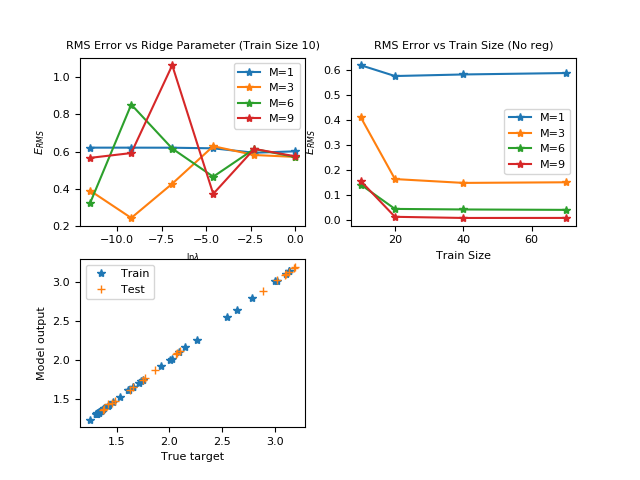 RMS Error vs Ridge Parameter (Train Size 10)
1.0
0.8
0.6
0.4
0.2
E_RMS
−10.0 −7.5 −5.0 −2.5 0.0
lnλ
M=1
M=3
M=6
M=9
RMS Error vs Train Size (No reg)
0.6
0.5
0.4
0.3
0.2
0.1
0.0
E_RMS
20 40 60
Train Size
M=1
M=3
M=6
M=9
3.0
2.5
2.0
1.5
Model output
1.5 2.0 2.5 3.0
True target
Train
Test